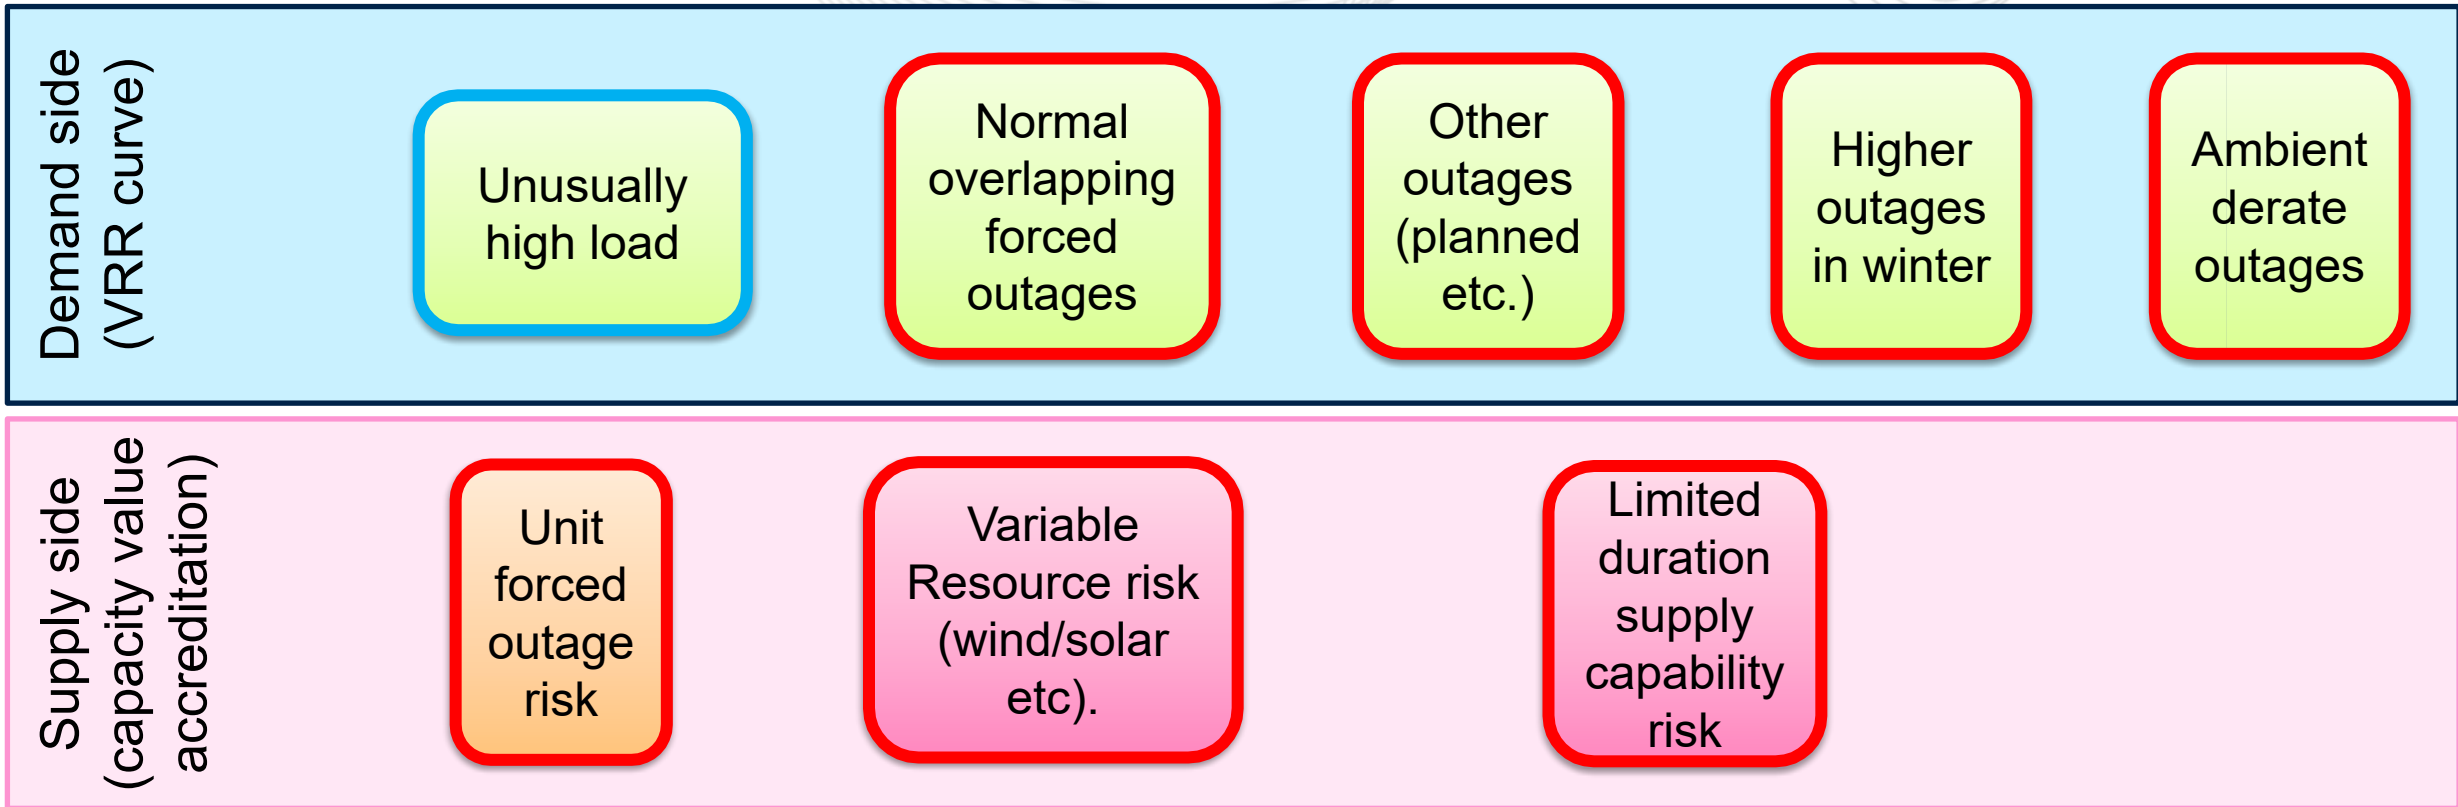 Demand side
(VRR curve)
Unusually
high load
Normal
overlapping
forced
outages
Other
outages
(planned
etc.)
Higher
outages
in winter
Ambient
derate
outages
Supply side
(capacity value
accreditation)
Unit
forced
outage
risk
Variable
Resource risk
(wind/solar
etc).
Limited
duration
supply
capability
risk